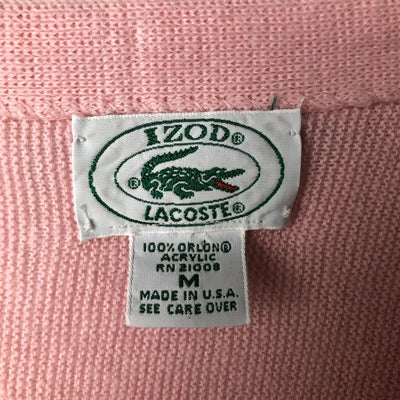 IZOD®
®
®
LACOSTE®
100% ORLON®
ACRYLIC
RN 21008
M
MADE IN U.S.A.
SEE CARE OVER